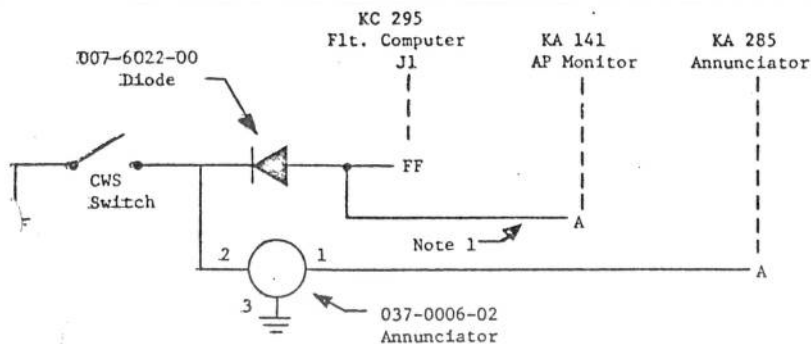 KC 295
Flt. Computer
J1
KA 141
AP Monitor
KA 285
Annunciator
007-6022-00
Diode
CWS
Switch
FF
A
Note 1
2
1
A
3
037-0006-02
Annunciator